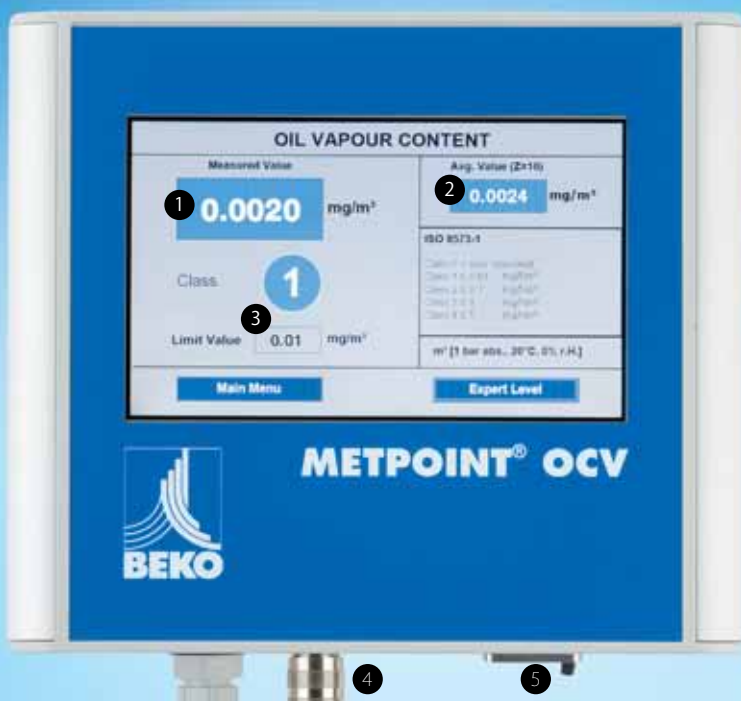 OIL VAPOUR CONTENT
Measured Value
1
0.0020 mg/m³
Class 1
3
Limit Value 0.01 mg/m³
Main Menu
Avg. Value (Z=10)
2
0.0024 mg/m³
ISO 8573-1
m³ [1 bar abs., 20°C, 0% r.H.]
Expert Level
METPOINT® OCV
BEKO
4
5